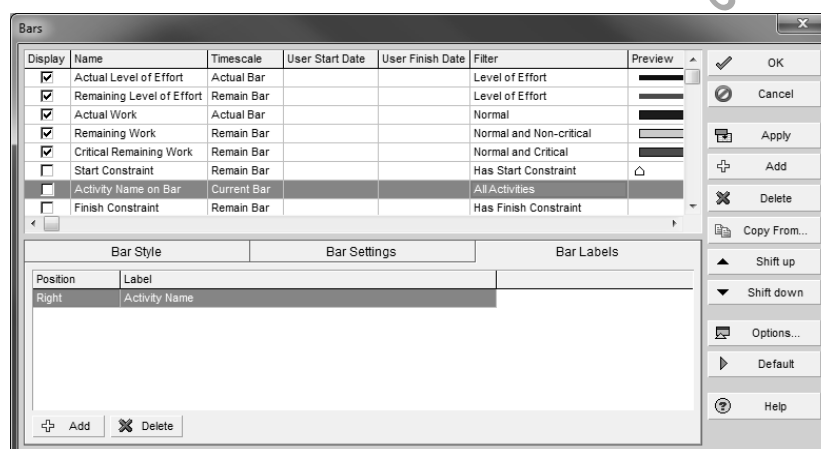 Bars
Display Name Timescale User Start Date User Finish Date Filter Preview
Actual Level of Effort Actual Bar Level of Effort
Remaining Level of Effort Remain Bar Level of Effort
Actual Work Actual Bar Normal
Remaining Work Remain Bar Normal and Non-critical
Critical Remaining Work Remain Bar Normal and Critical
Start Constraint Remain Bar Has Start Constraint
Activity Name on Bar Current Bar All Activities
Finish Constraint Remain Bar Has Finish Constraint
Bar Style Bar Settings Bar Labels
Position Label
Right Activity Name
Add Delete
OK
Cancel
Apply
Add
Delete
Copy From...
Shift up
Shift down
Options...
Default
Help